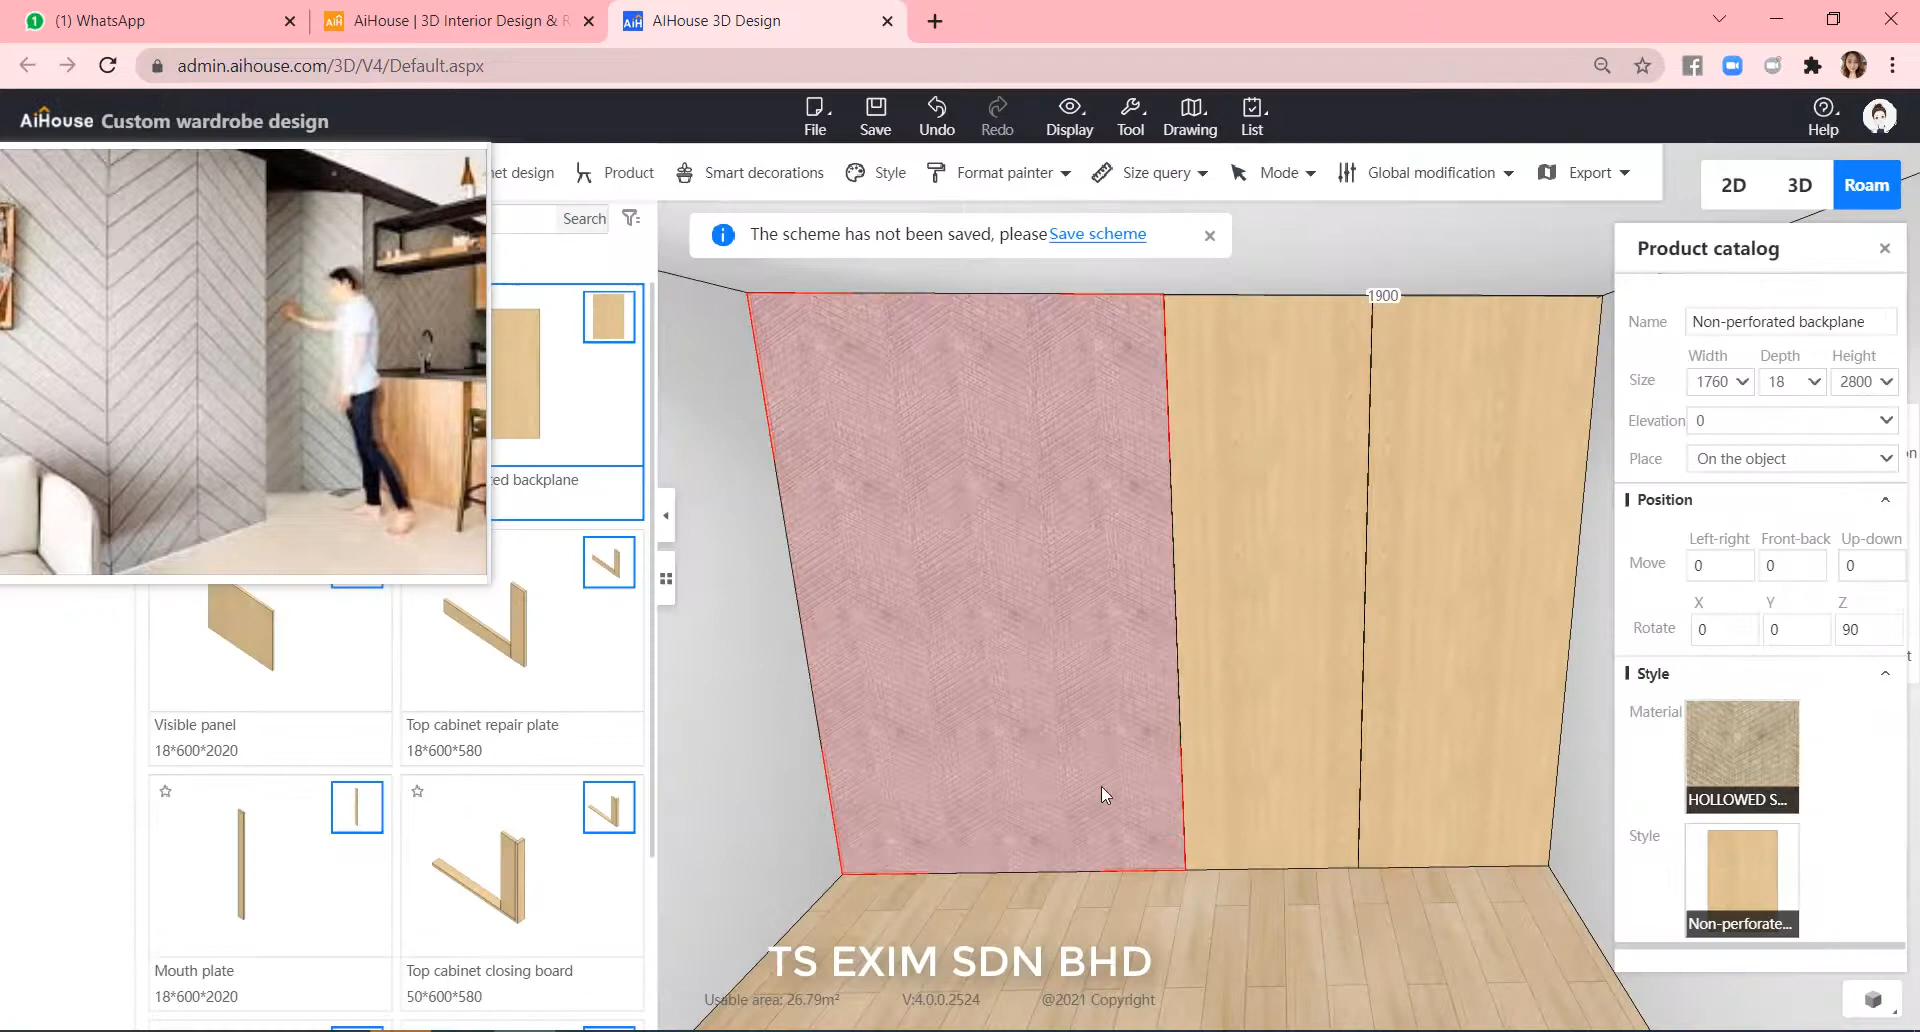 (1) WhatsApp
AiHouse | 3D Interior Design & R
AIHouse 3D Design
admin.aihouse.com/3D/V4/Default.aspx
AiHouse Custom wardrobe design
File
Save
Undo
Redo
Display
Tool
Drawing
List
Help
net design
Product
Smart decorations
Style
Format painter
Size query
Mode
Global modification
Export
2D
3D
Roam
Search
The scheme has not been saved, please Save scheme
Product catalog
1900
Name
Non-perforated backplane
Width
Depth
Height
Size
1760
18
2800
Elevation
0
Place
On the object
Position
Left-right
Front-back
Up-down
Move
0
0
0
X
Y
Z
Rotate
0
0
90
Style
Material
HOLLOWED S...
Style
Non-perforate...
ted backplane
Visible panel
18*600*2020
Top cabinet repair plate
18*600*580
Mouth plate
18*600*2020
Top cabinet closing board
50*600*580
TS EXIM SDN BHD
Usable area: 26.79m²
V:4.0.0.2524
@2021 Copyright